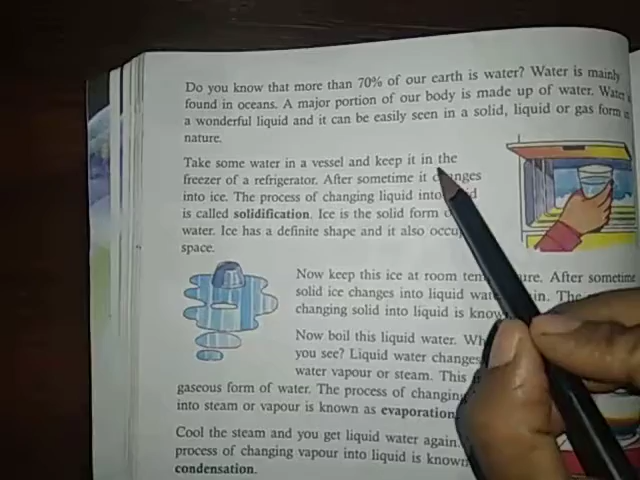 Do you know that more than 70% of our earth is water? Water is mainly
found in oceans. A major portion of our body is made up of water. Water
a wonderful liquid and it can be easily seen in a solid, liquid or gas form in
nature.
Take some water in a vessel and keep it in the
freezer of a refrigerator. After sometime it changes
into ice. The process of changing liquid into
is called solidification. Ice is the solid form
water. Ice has a definite shape and it also
space.
Now keep this ice at room After sometime
solid ice changes into liquid The
changing solid into liquid is
Now boil this liquid water.
you see? Liquid water changes
water vapour or steam. This
gaseous form of water. The process of changing
into steam or vapour is known as evaporation.
Cool the steam and you get liquid water again.
process of changing vapour into liquid is known
condensation.